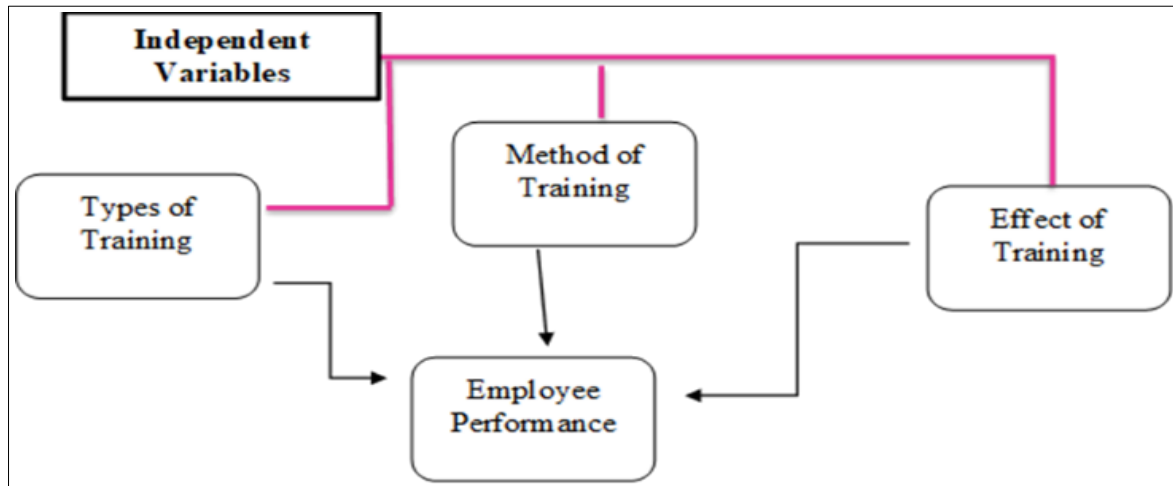 Independent
Variables
Method of
Training
Types of
Training
Effect of
Training
Employee
Performance